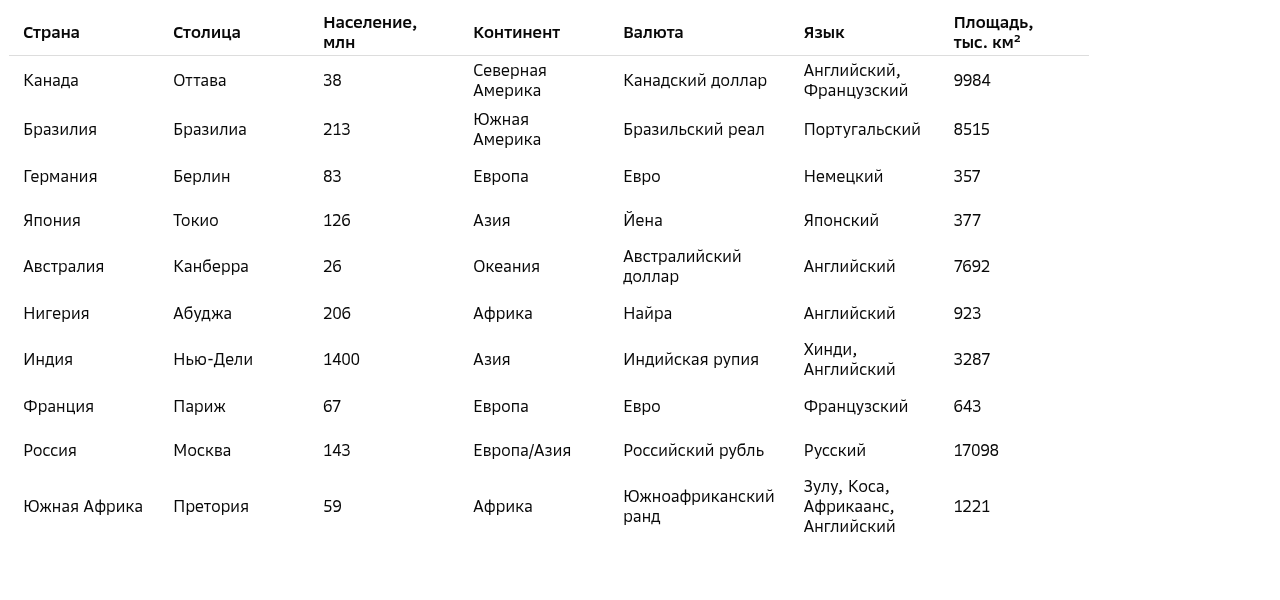 Страна Столица Население, млн Континент Валюта Язык Площадь, тыс. км²
Канада Оттава 38 Северная Америка Канадский доллар Английский, Французский 9984
Бразилия Бразилиа 213 Южная Америка Бразильский реал Португальский 8515
Германия Берлин 83 Европа Евро Немецкий 357
Япония Токио 126 Азия Йена Японский 377
Австралия Канберра 26 Океания Австралийский доллар Английский 7692
Нигерия Абуджа 206 Африка Найра Английский 923
Индия Нью-Дели 1400 Азия Индийская рупия Хинди, Английский 3287
Франция Париж 67 Европа Евро Французский 643
Россия Москва 143 Европа/Азия Российский рубль Русский 17098
Южная Африка Претория 59 Африка Южноафриканский ранд Зулу, Коса, Африкаанс, Английский 1221